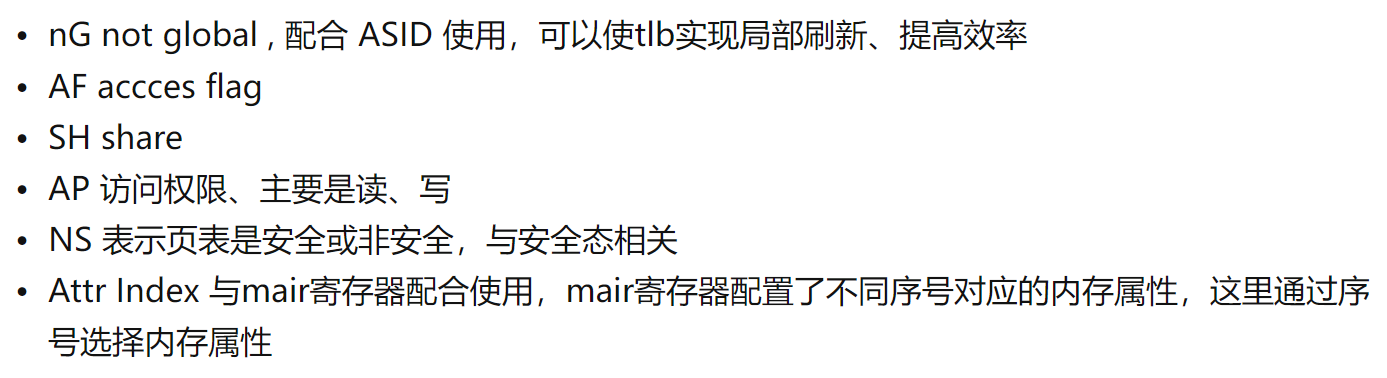 • nG not global , 配合 ASID 使用，可以使tlb实现局部刷新、提高效率
• AF accces flag
• SH share
• AP 访问权限、主要是读、写
• NS 表示页表是安全或非安全，与安全态相关
• Attr Index 与mair寄存器配合使用，mair寄存器配置了不同序号对应的内存属性，这里通过序
号选择内存属性